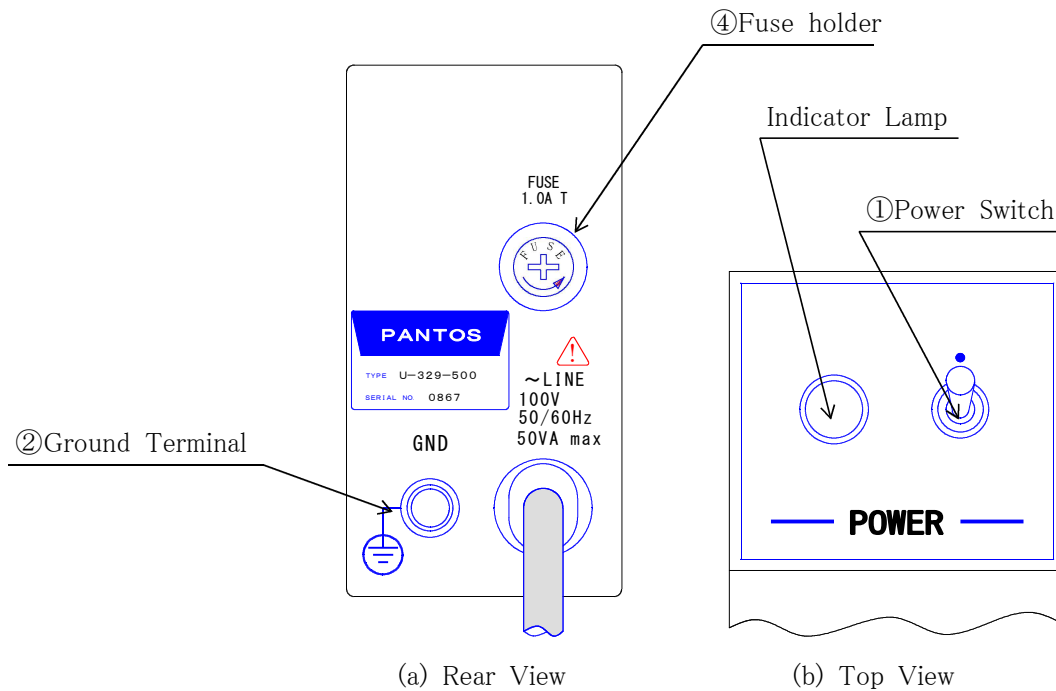 ④Fuse holder
Indicator Lamp
①Power Switch
FUSE
1.0A T
FUSE
PANTOS
TYPE U-329-500
SERIAL NO. 0867
~LINE
100V
50/60Hz
50VA max
②Ground Terminal
GND
POWER
(a) Rear View
(b) Top View